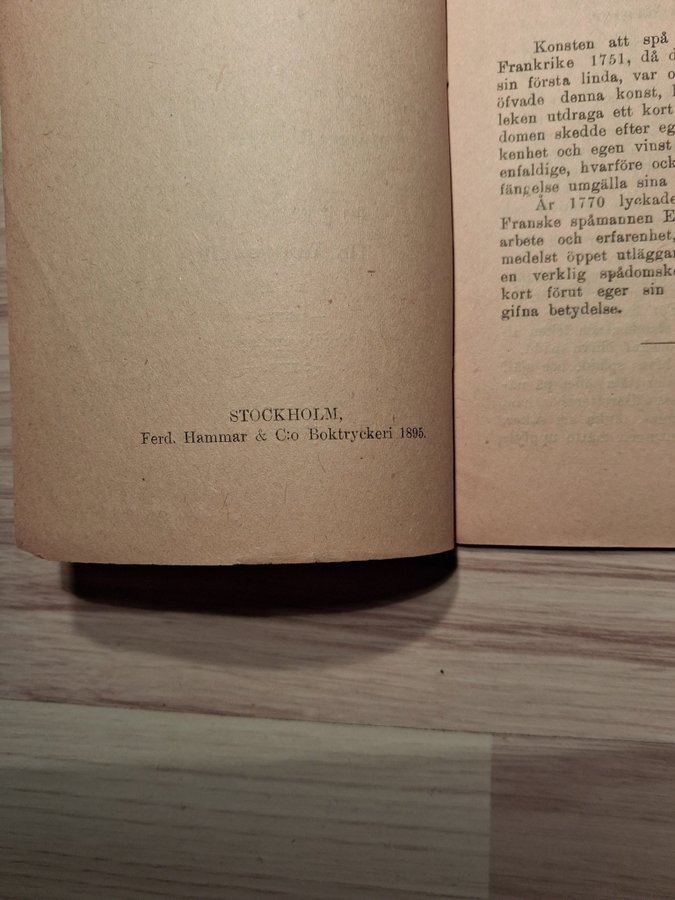 STOCKHOLM,
Ferd. Hammar & C:o Boktryckeri 1895.
Konsten att spå
Frankrike 1751, då
sin första linda, var
öfvade denna konst,
leken utdraga ett kort
domen skedde efter
kenhet och egen vinst
enfaldige, hvarföre
fängelse umgälla sina
År 1770 lyckade
Franske spåmannen
arbete och erfarenhet,
medelst öppet
en verklig
kort förut eger sin
gifna betydelse.